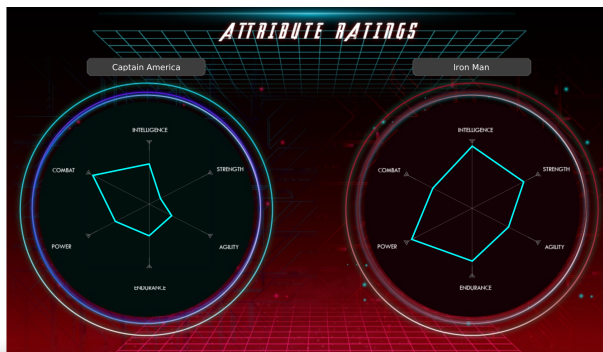 ATTRIBUTE RATINGS
Captain America
Iron Man
INTELLIGENCE
COMBAT
STRENGTH
POWER
AGILITY
ENDURANCE
INTELLIGENCE
COMBAT
STRENGTH
POWER
AGILITY
ENDURANCE